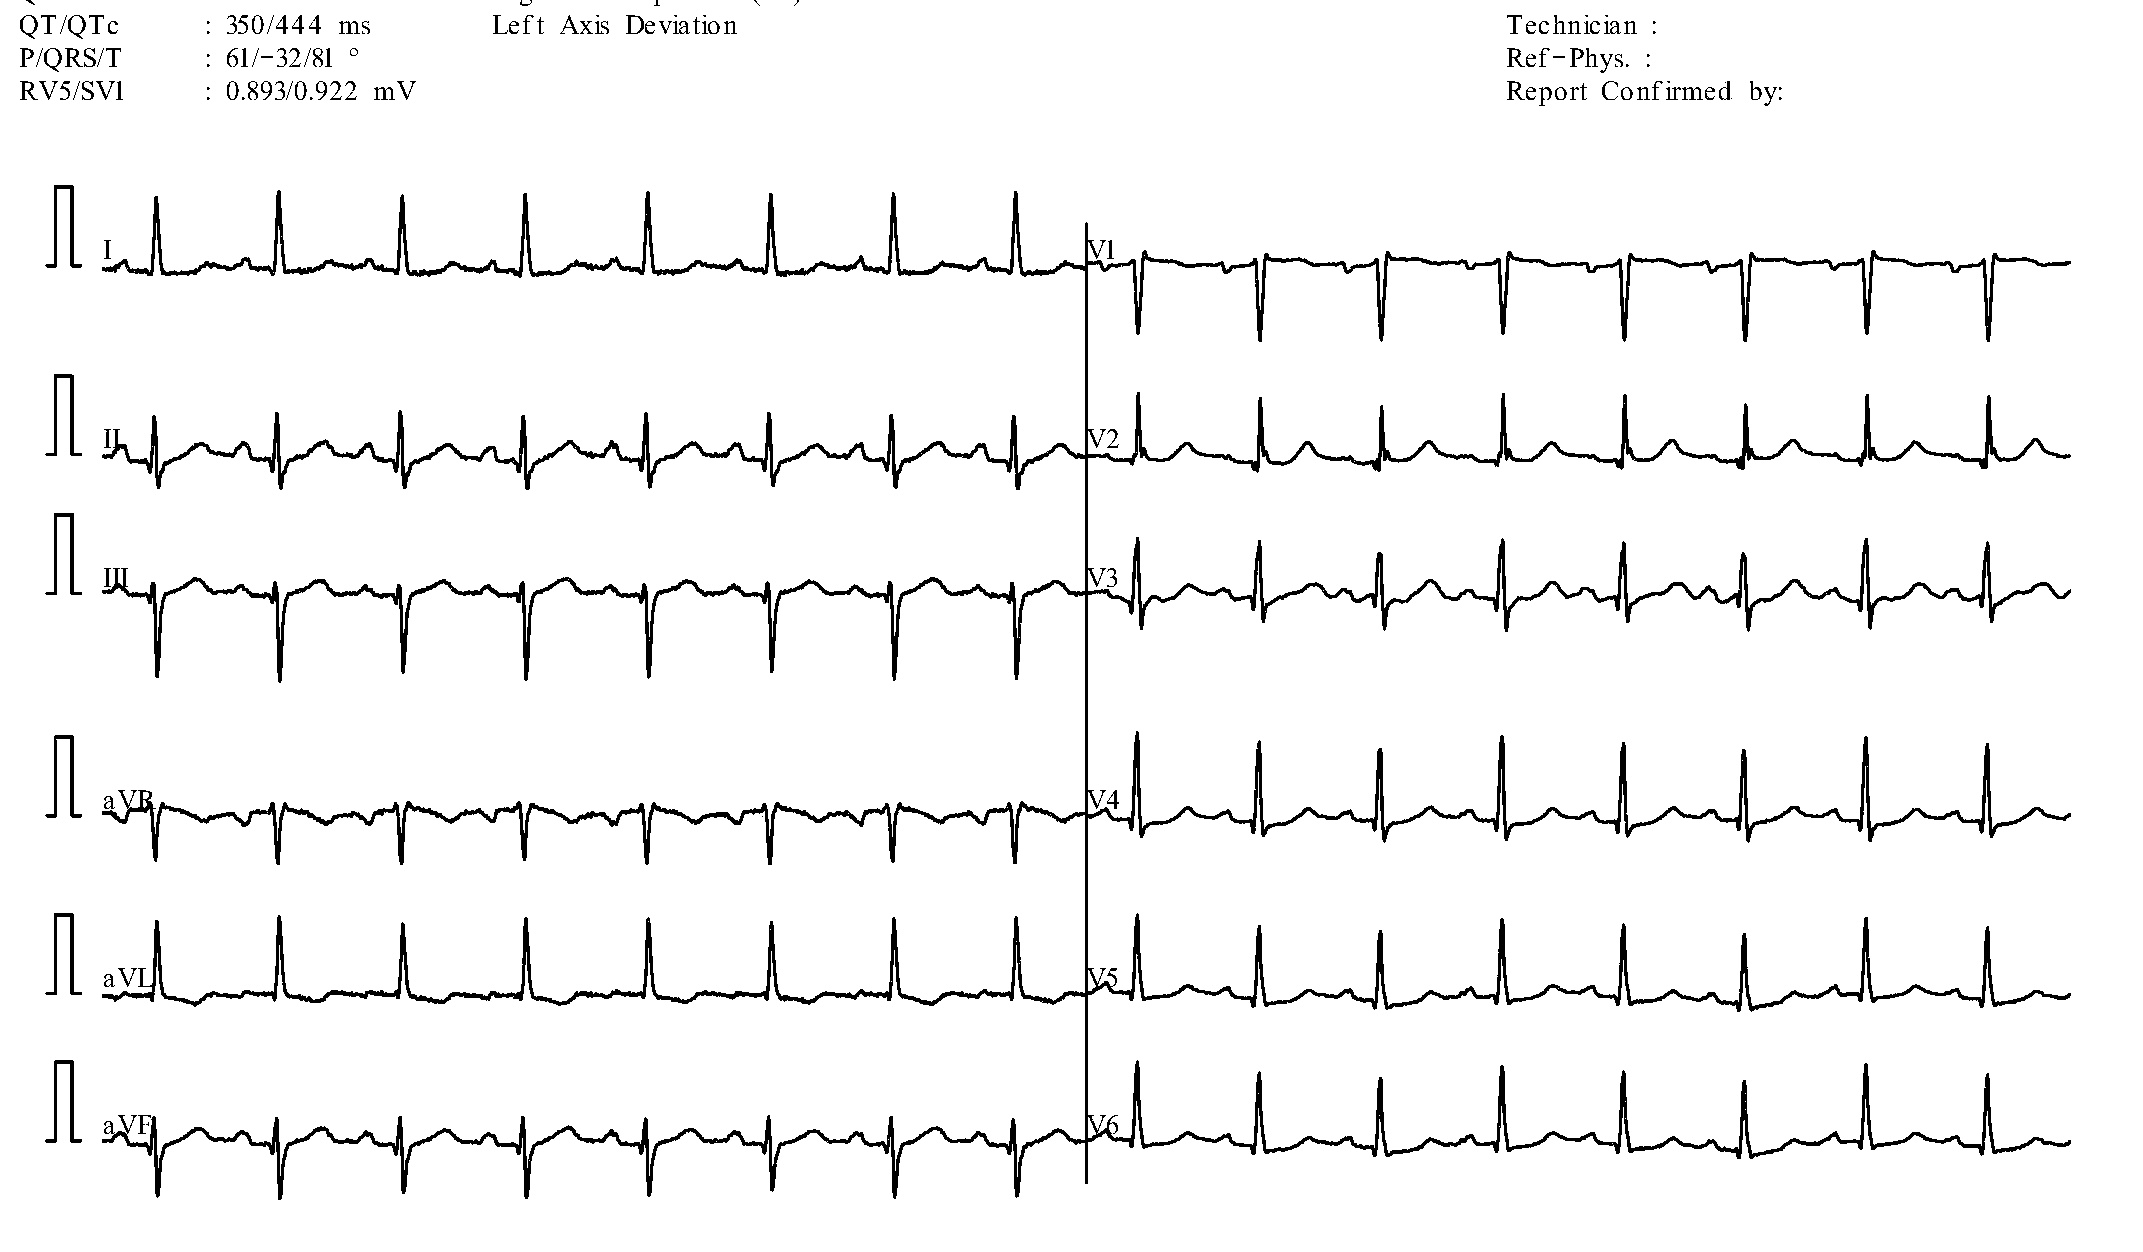 QT/QTc : 350/444 ms Left Axis Deviation Technician :
P/QRS/T : 61/-32/81 ° Ref-Phys. :
RV5/SV1 : 0.893/0.922 mV Report Confirmed by:
I
V1
II
V2
III
V3
aVR
V4
aVL
V5
aVF
V6